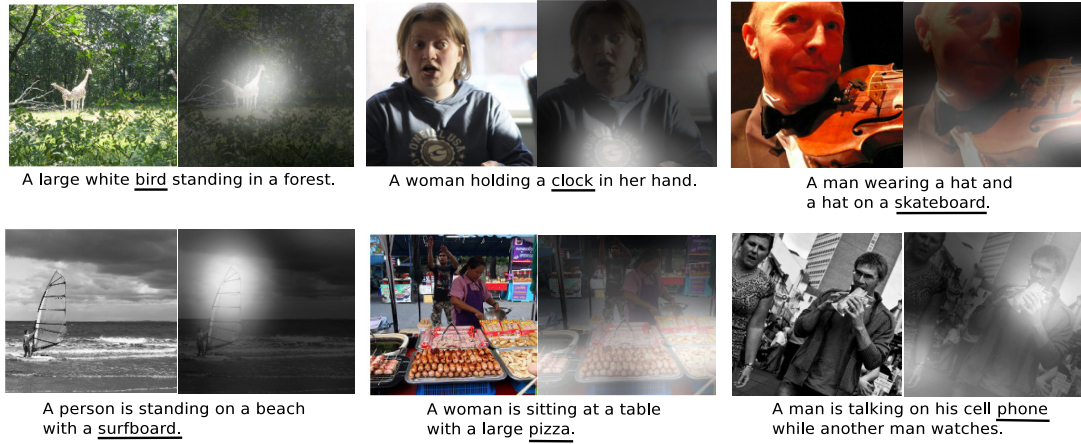 A large white bird standing in a forest.
A woman holding a clock in her hand.
A man wearing a hat and
a hat on a skateboard.
A person is standing on a beach
with a surfboard.
A woman is sitting at a table
with a large pizza.
A man is talking on his cell phone
while another man watches.